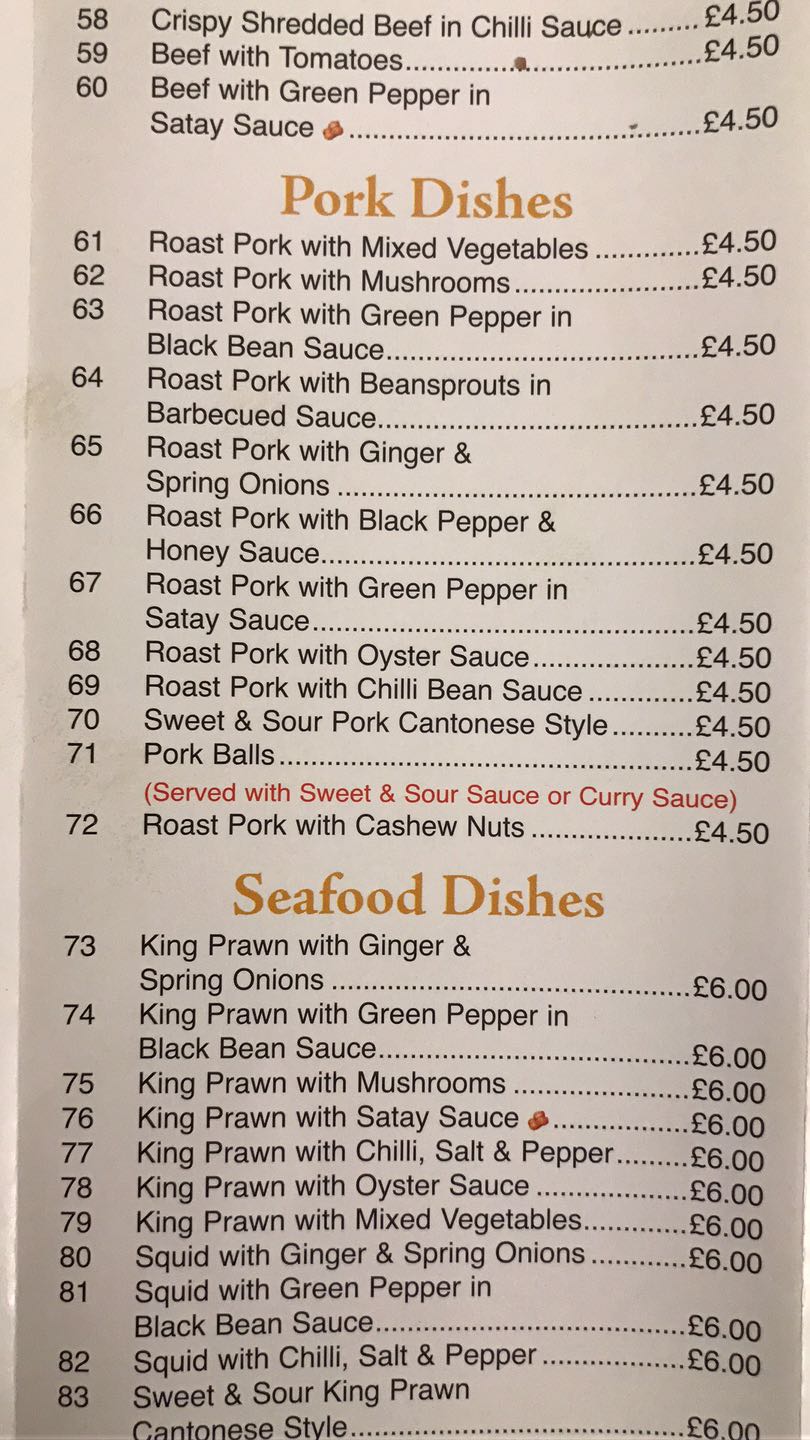 58 Crispy Shredded Beef in Chilli Sauce ......... £4.50
59 Beef with Tomatoes..........................................£4.50
60 Beef with Green Pepper in
Satay Sauce ..................................................£4.50
Pork Dishes
61 Roast Pork with Mixed Vegetables .............£4.50
62 Roast Pork with Mushrooms........................£4.50
63 Roast Pork with Green Pepper in
Black Bean Sauce..........................................£4.50
64 Roast Pork with Beansprouts in
Barbecued Sauce...........................................£4.50
65 Roast Pork with Ginger &
Spring Onions ................................................£4.50
66 Roast Pork with Black Pepper &
Honey Sauce..................................................£4.50
67 Roast Pork with Green Pepper in
Satay Sauce...................................................£4.50
68 Roast Pork with Oyster Sauce.....................£4.50
69 Roast Pork with Chilli Bean Sauce ..............£4.50
70 Sweet & Sour Pork Cantonese Style...........£4.50
71 Pork Balls.......................................................£4.50
(Served with Sweet & Sour Sauce or Curry Sauce)
72 Roast Pork with Cashew Nuts .....................£4.50
Seafood Dishes
73 King Prawn with Ginger &
Spring Onions ...............................................£6.00
74 King Prawn with Green Pepper in
Black Bean Sauce.........................................£6.00
75 King Prawn with Mushrooms .......................£6.00
76 King Prawn with Satay Sauce ..................£6.00
77 King Prawn with Chilli, Salt & Pepper.........£6.00
78 King Prawn with Oyster Sauce ....................£6.00
79 King Prawn with Mixed Vegetables.............£6.00
80 Squid with Ginger & Spring Onions ............£6.00
81 Squid with Green Pepper in
Black Bean Sauce.........................................£6.00
82 Squid with Chilli, Salt & Pepper...................£6.00
83 Sweet & Sour King Prawn
Cantonese Style............................................£6.00